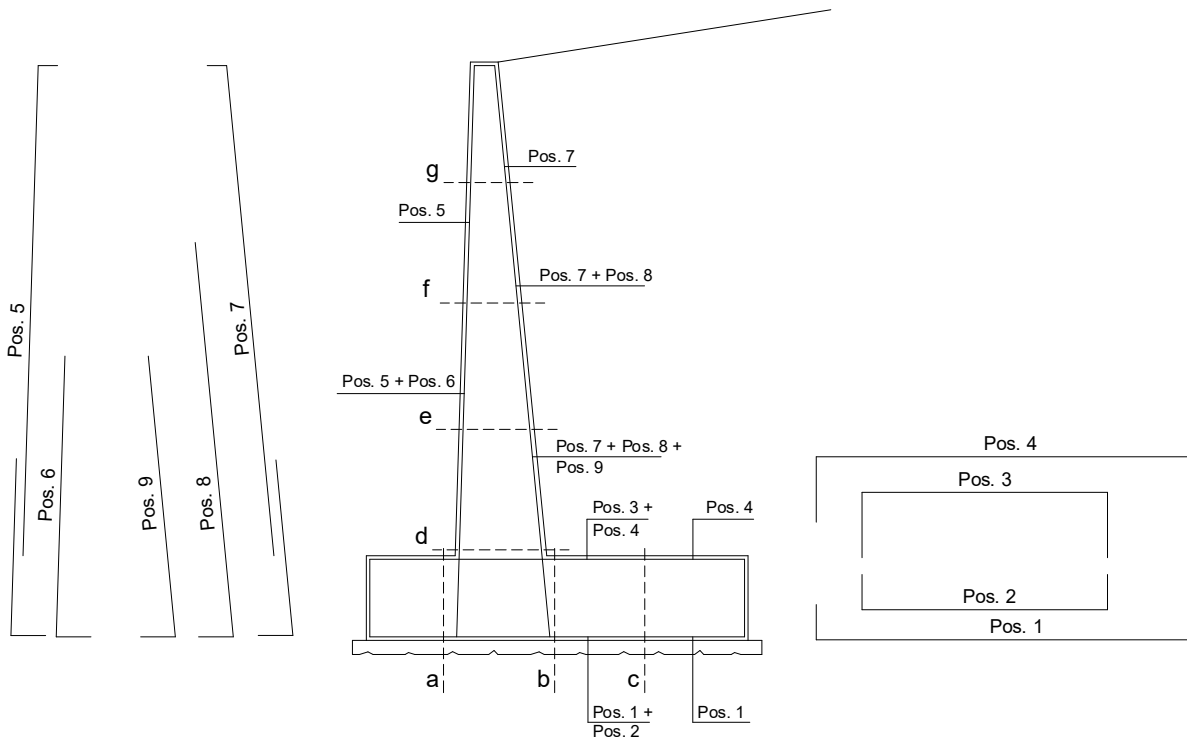 Pos. 5
Pos. 6
Pos. 9
Pos. 8
Pos. 7
g
Pos. 7
Pos. 5
f
Pos. 7 + Pos. 8
Pos. 5 + Pos. 6
e
Pos. 7 + Pos. 8 +
Pos. 9
d
Pos. 3 +
Pos. 4
Pos. 4
a
b
c
Pos. 1 +
Pos. 2
Pos. 1
Pos. 4
Pos. 3
Pos. 2
Pos. 1